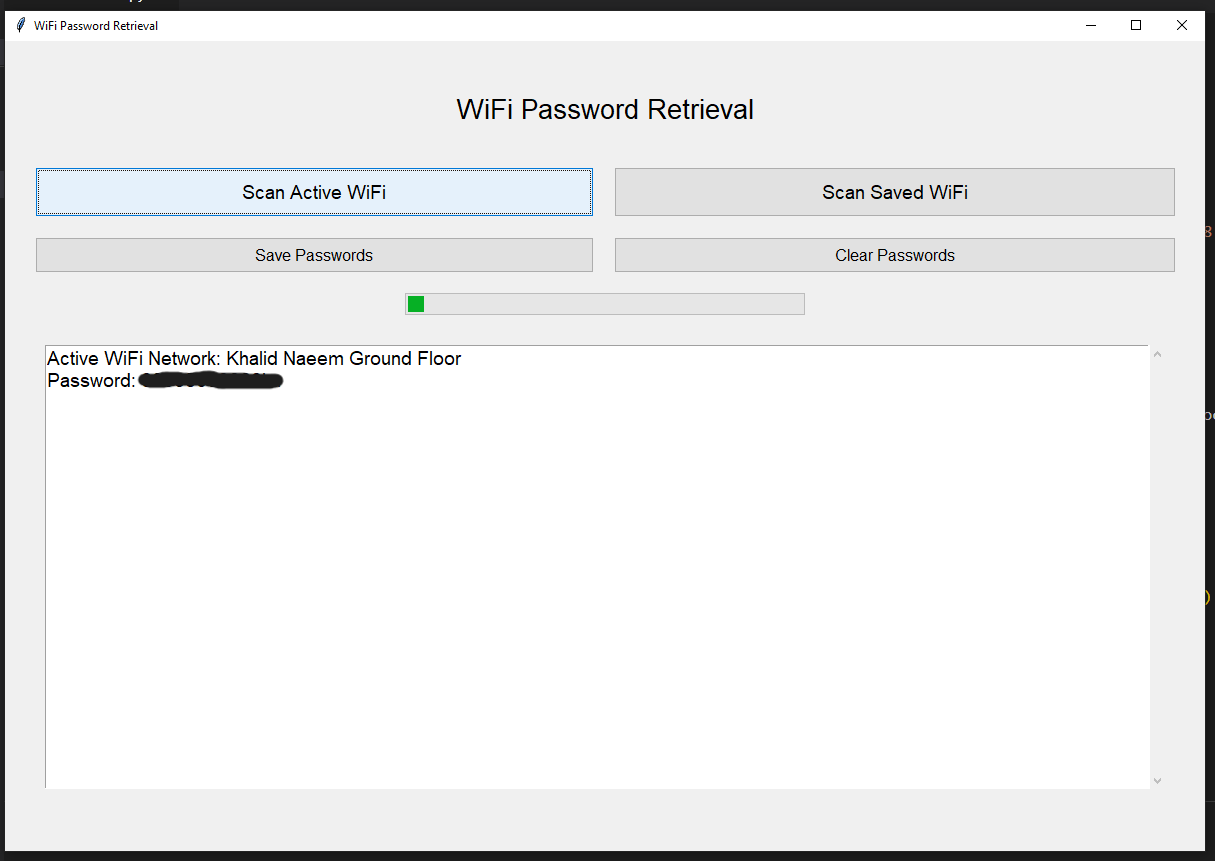 WiFi Password Retrieval
WiFi Password Retrieval
Scan Active WiFi
Scan Saved WiFi
Save Passwords
Clear Passwords
Active WiFi Network: Khalid Naeem Ground Floor
Password: